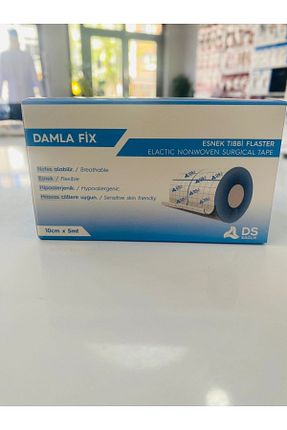 DAMLA FİX
ESNEK TIBBİ FLASTER
ELACTIC NONWOVEN SURGICAL TAPE
Nefes alabilir. / Breathable
Esnek / Flexible
Hipoalerjenik. / Hypoallergenic
Hassas ciltlere uygun. / Sensitive skin friendly
10cm x 5mt
DS
SAĞLIK